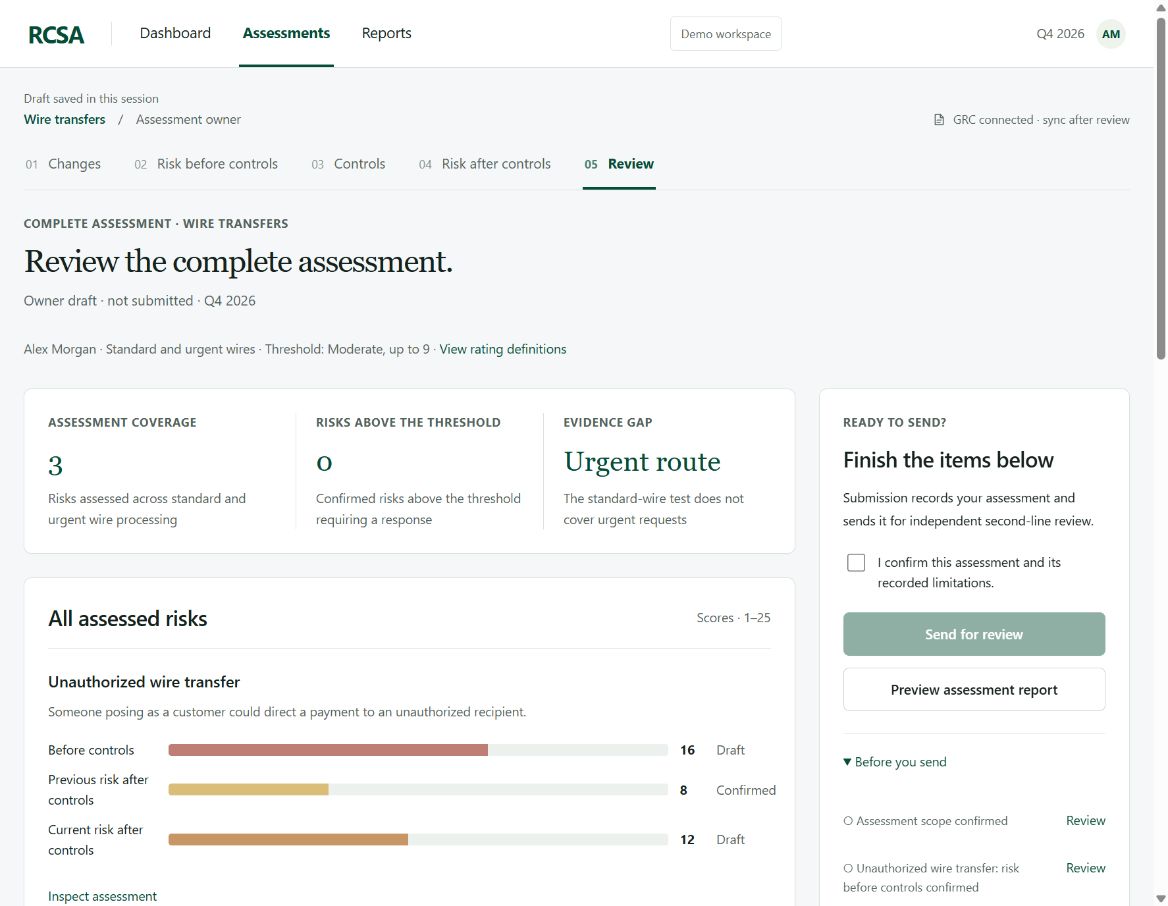 RCSA
Dashboard
Assessments
Reports
Demo workspace
Q4 2026
AM
Draft saved in this session
Wire transfers / Assessment owner
GRC connected · sync after review
01 Changes
02 Risk before controls
03 Controls
04 Risk after controls
05 Review
COMPLETE ASSESSMENT · WIRE TRANSFERS
Review the complete assessment.
Owner draft · not submitted · Q4 2026
Alex Morgan · Standard and urgent wires · Threshold: Moderate, up to 9 · View rating definitions
ASSESSMENT COVERAGE
3
Risks assessed across standard and
urgent wire processing
RISKS ABOVE THE THRESHOLD
0
Confirmed risks above the threshold
requiring a response
EVIDENCE GAP
Urgent route
The standard-wire test does not
cover urgent requests
All assessed risks
Scores · 1–25
Unauthorized wire transfer
Someone posing as a customer could direct a payment to an unauthorized recipient.
Before controls 16 Draft
Previous risk after
controls
8 Confirmed
Current risk after
controls
12 Draft
Inspect assessment
READY TO SEND?
Finish the items below
Submission records your assessment and
sends it for independent second-line review.
I confirm this assessment and its
recorded limitations.
Send for review
Preview assessment report
Before you send
Assessment scope confirmed
Review
Unauthorized wire transfer: risk
before controls confirmed
Review